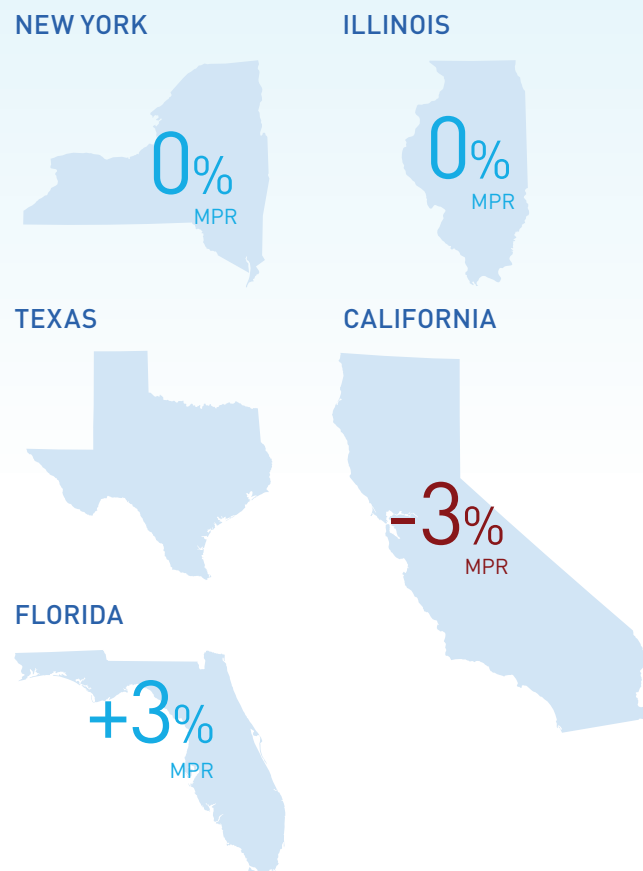 NEW YORK
0%
MPR
ILLINOIS
0%
MPR
TEXAS
CALIFORNIA
-3%
MPR
FLORIDA
+3%
MPR